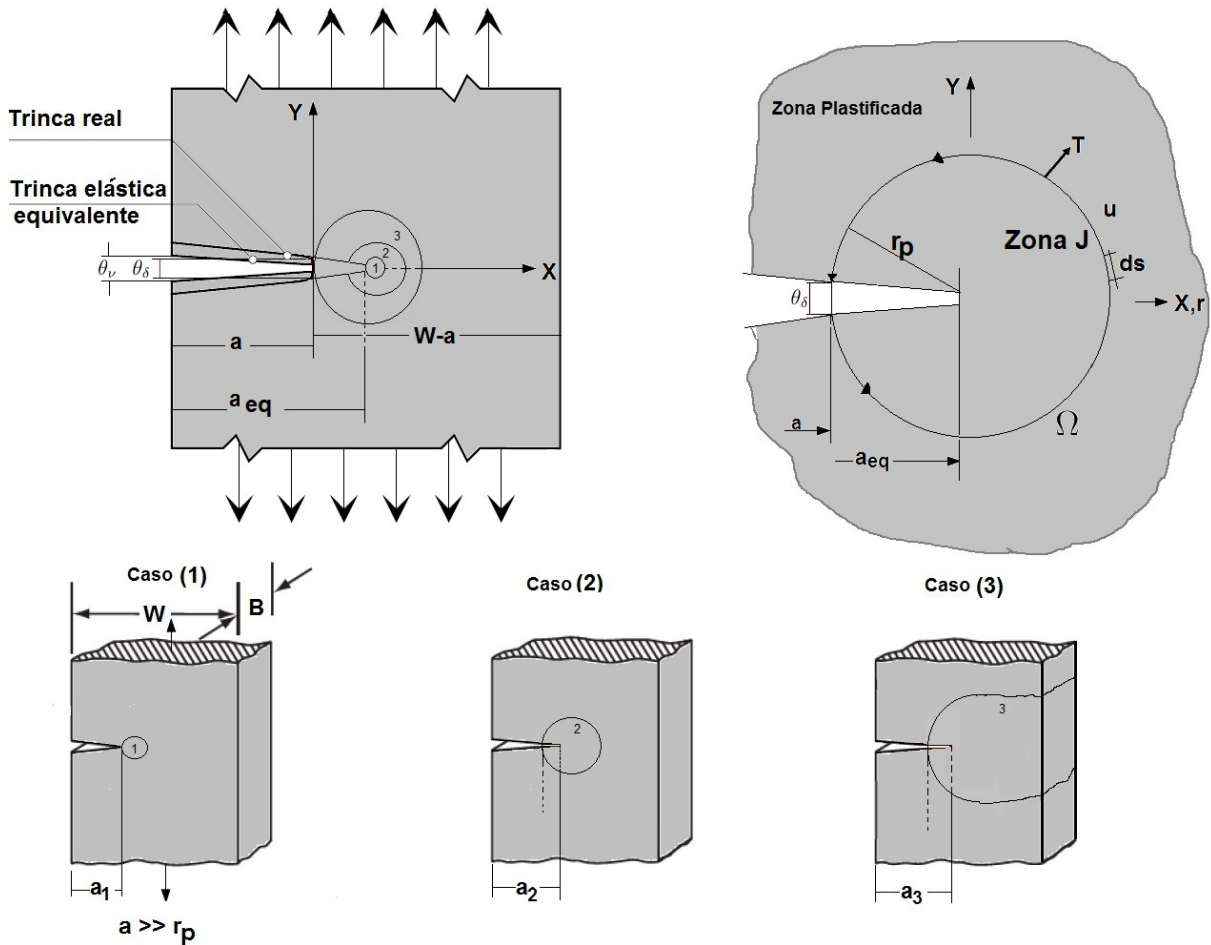 Trinca real
Trinca elástica
equivalente
Y
3
2
1
X
θν
θδ
a
W-a
a eq
Y
Zona Plastificada
T
u
Zona J
rp
ds
θδ
X,r
a
aeq
Ω
Caso (1)
W
B
1
a1
a >> rp
Caso (2)
2
a2
Caso (3)
3
a3